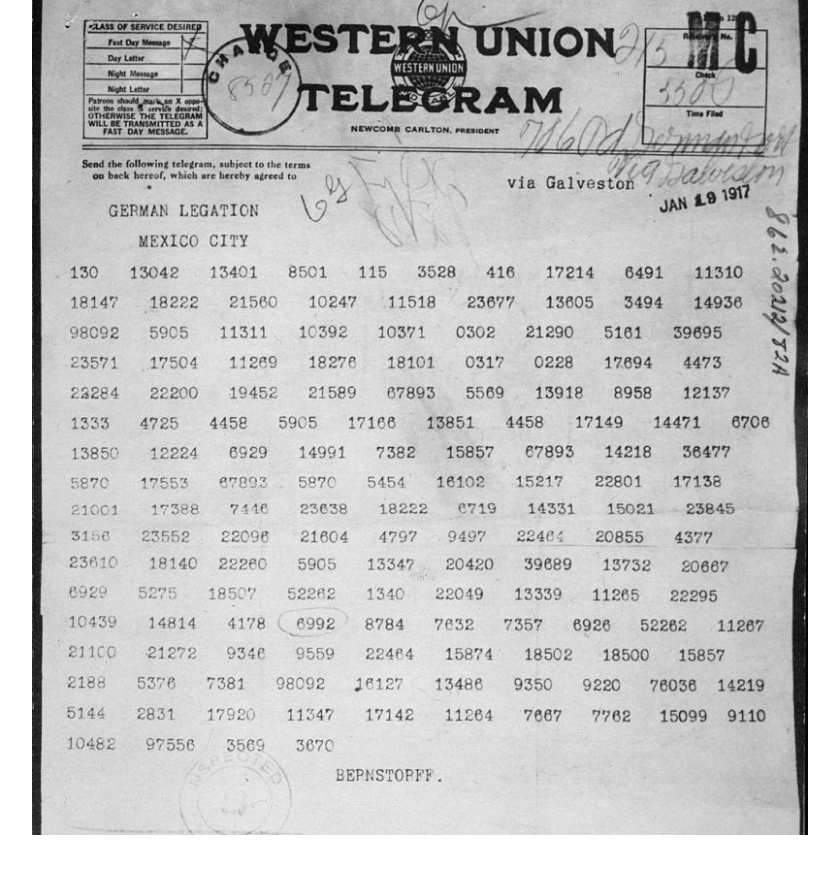 CLASS OF SERVICE DESIRED
Fast Day Message
Day Letter
Night Message
Night Letter
Patrons should mark an X oppo-
site the class of service desired;
OTHERWISE THE TELEGRAM
WILL BE TRANSMITTED AS A
FAST DAY MESSAGE.
CHARGE
8507
WESTERN UNION
WESTERN UNION
TELEGRAM
NEWCOMB CARLTON, PRESIDENT
Receiver's No.
Check
Time Filed
Send the following telegram, subject to the terms
on back hereof, which are hereby agreed to
via Galveston
via Galveston
JAN 19 1917
862.20212/82A
GERMAN LEGATION
MEXICO CITY
130 13042 13401 8501 115 3528 416 17214 6491 11310
18147 18222 21560 10247 11518 23677 13605 3494 14936
98092 5905 11311 10392 10371 0302 21290 5161 39695
23571 17504 11269 18276 18101 0317 0228 17694 4473
22284 22200 19452 21589 67893 5569 13918 8958 12137
1333 4725 4458 5905 17166 13851 4458 17149 14471 6706
13850 12224 6929 14991 7382 15857 67893 14218 36477
5870 17553 67893 5870 5454 16102 15217 22801 17138
21001 17388 7446 23638 18222 6719 14331 15021 23845
3156 23552 22096 21604 4797 9497 22464 20855 4377
23610 18140 22260 5905 13347 20420 39689 13732 20667
6929 5275 18507 52262 1340 22049 13339 11265 22295
10439 14814 4178 6992 8784 7632 7357 6926 52262 11267
21100 21272 9346 9559 22464 15874 18502 18500 15857
2188 5376 7381 98092 16127 13486 9350 9220 76036 14219
5144 2831 17920 11347 17142 11264 7667 7762 15099 9110
10482 97556 3569 3670
BERNSTORFF.
INSPECTED